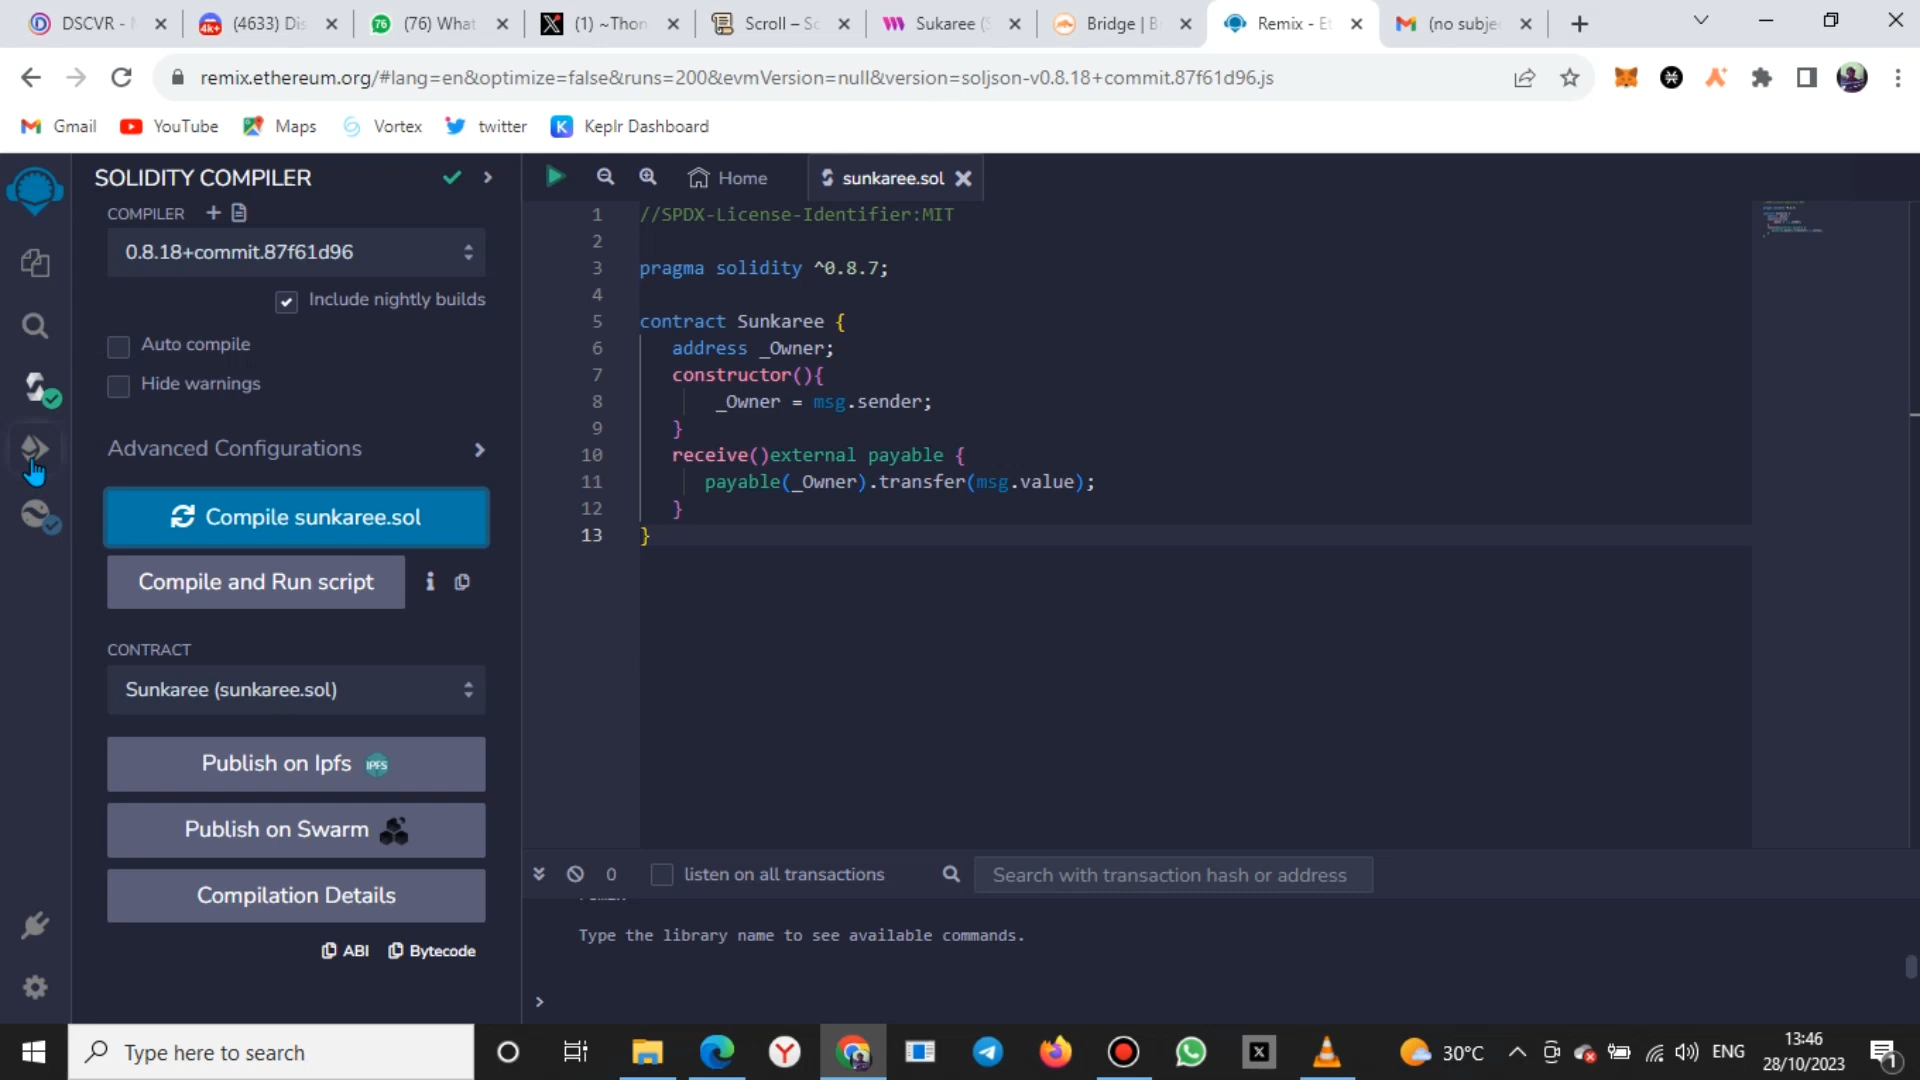 DSCVR -
(4633) Dis
(76) What
(1) ~Thon
Scroll – Sc
Sukaree (S
Bridge | B
Remix - Et
(no subje
remix.ethereum.org/#lang=en&optimize=false&runs=200&evmVersion=null&version=soljson-v0.8.18+commit.87f61d96.js
Gmail YouTube Maps Vortex twitter Keplr Dashboard
SOLIDITY COMPILER
COMPILER
0.8.18+commit.87f61d96
Include nightly builds
Auto compile
Hide warnings
Advanced Configurations
Compile sunkaree.sol
Compile and Run script
CONTRACT
Sunkaree (sunkaree.sol)
Publish on Ipfs IPFS
Publish on Swarm
Compilation Details
ABI Bytecode
Home sunkaree.sol
1 //SPDX-License-Identifier:MIT
2
3 pragma solidity ^0.8.7;
4
5 contract Sunkaree {
6 address _Owner;
7 constructor(){
8 _Owner = msg.sender;
9 }
10 receive()external payable {
11 payable(_Owner).transfer(msg.value);
12 }
13 }
0 listen on all transactions Search with transaction hash or address
Type the library name to see available commands.
>
Type here to search
30°C ENG 13:46
28/10/2023
1